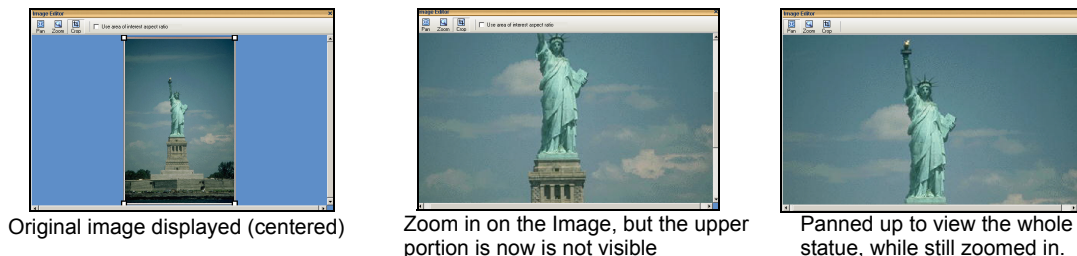 Image Editor
Pan Zoom Crop Use area of interest aspect ratio
Image Editor
Pan Zoom Crop Use area of interest aspect ratio
Image Editor
Pan Zoom Crop
Original image displayed (centered)
Zoom in on the Image, but the upper
portion is now is not visible
Panned up to view the whole
statue, while still zoomed in.